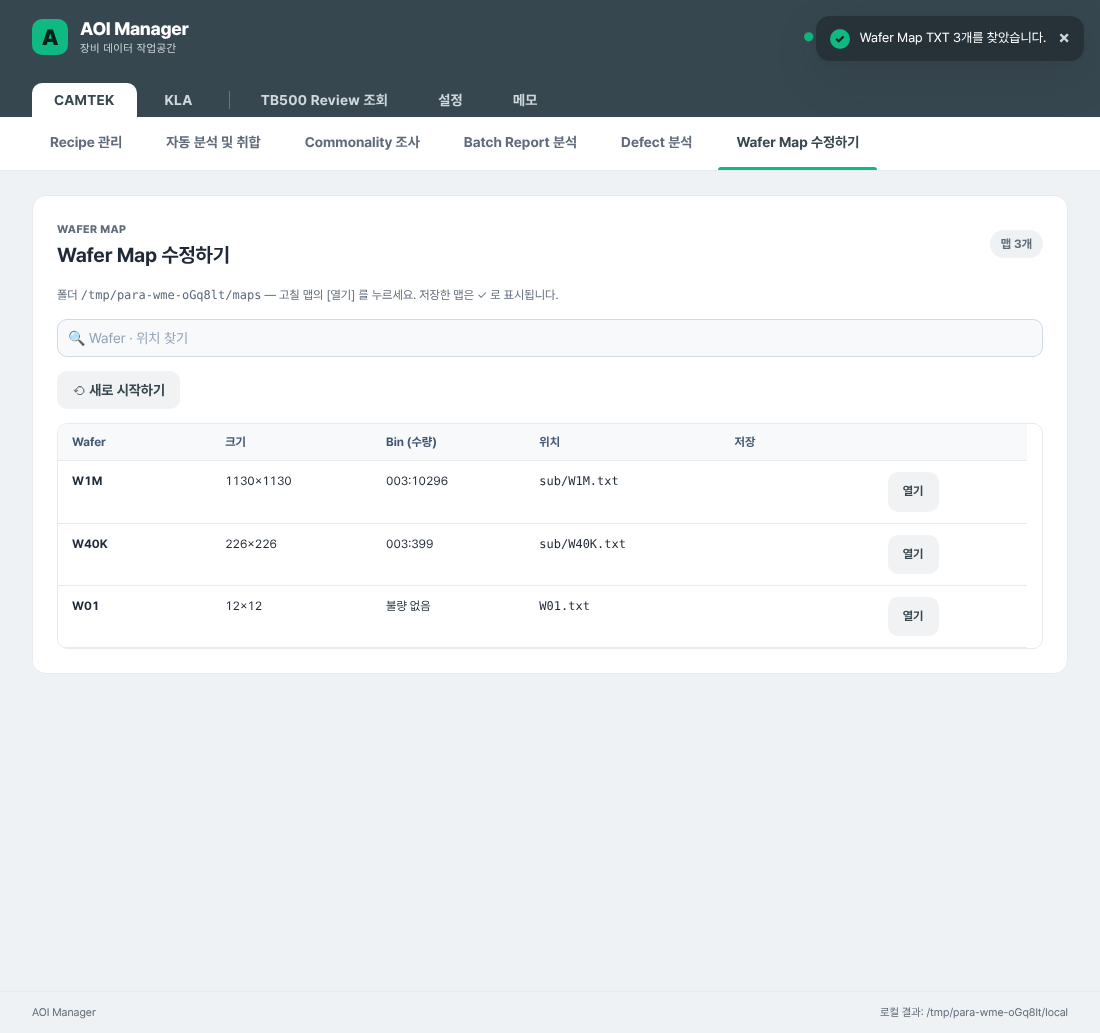 A
AOI Manager
장비 데이터 작업공간
Wafer Map TXT 3개를 찾았습니다. ×
CAMTEK KLA TB500 Review 조회 설정 메모
Recipe 관리 자동 분석 및 취합 Commonality 조사 Batch Report 분석 Defect 분석 Wafer Map 수정하기
WAFER MAP
Wafer Map 수정하기
맵 3개
폴더 /tmp/para-wme-oGq8lt/maps — 고칠 맵의 [열기] 를 누르세요. 저장한 맵은 ✓ 로 표시됩니다.
🔍 Wafer · 위치 찾기
⟲ 새로 시작하기
Wafer 크기 Bin (수량) 위치 저장
W1M 1130×1130 003:10296 sub/W1M.txt 열기
W40K 226×226 003:399 sub/W40K.txt 열기
W01 12×12 불량 없음 W01.txt 열기
AOI Manager 로컬 결과: /tmp/para-wme-oGq8lt/local